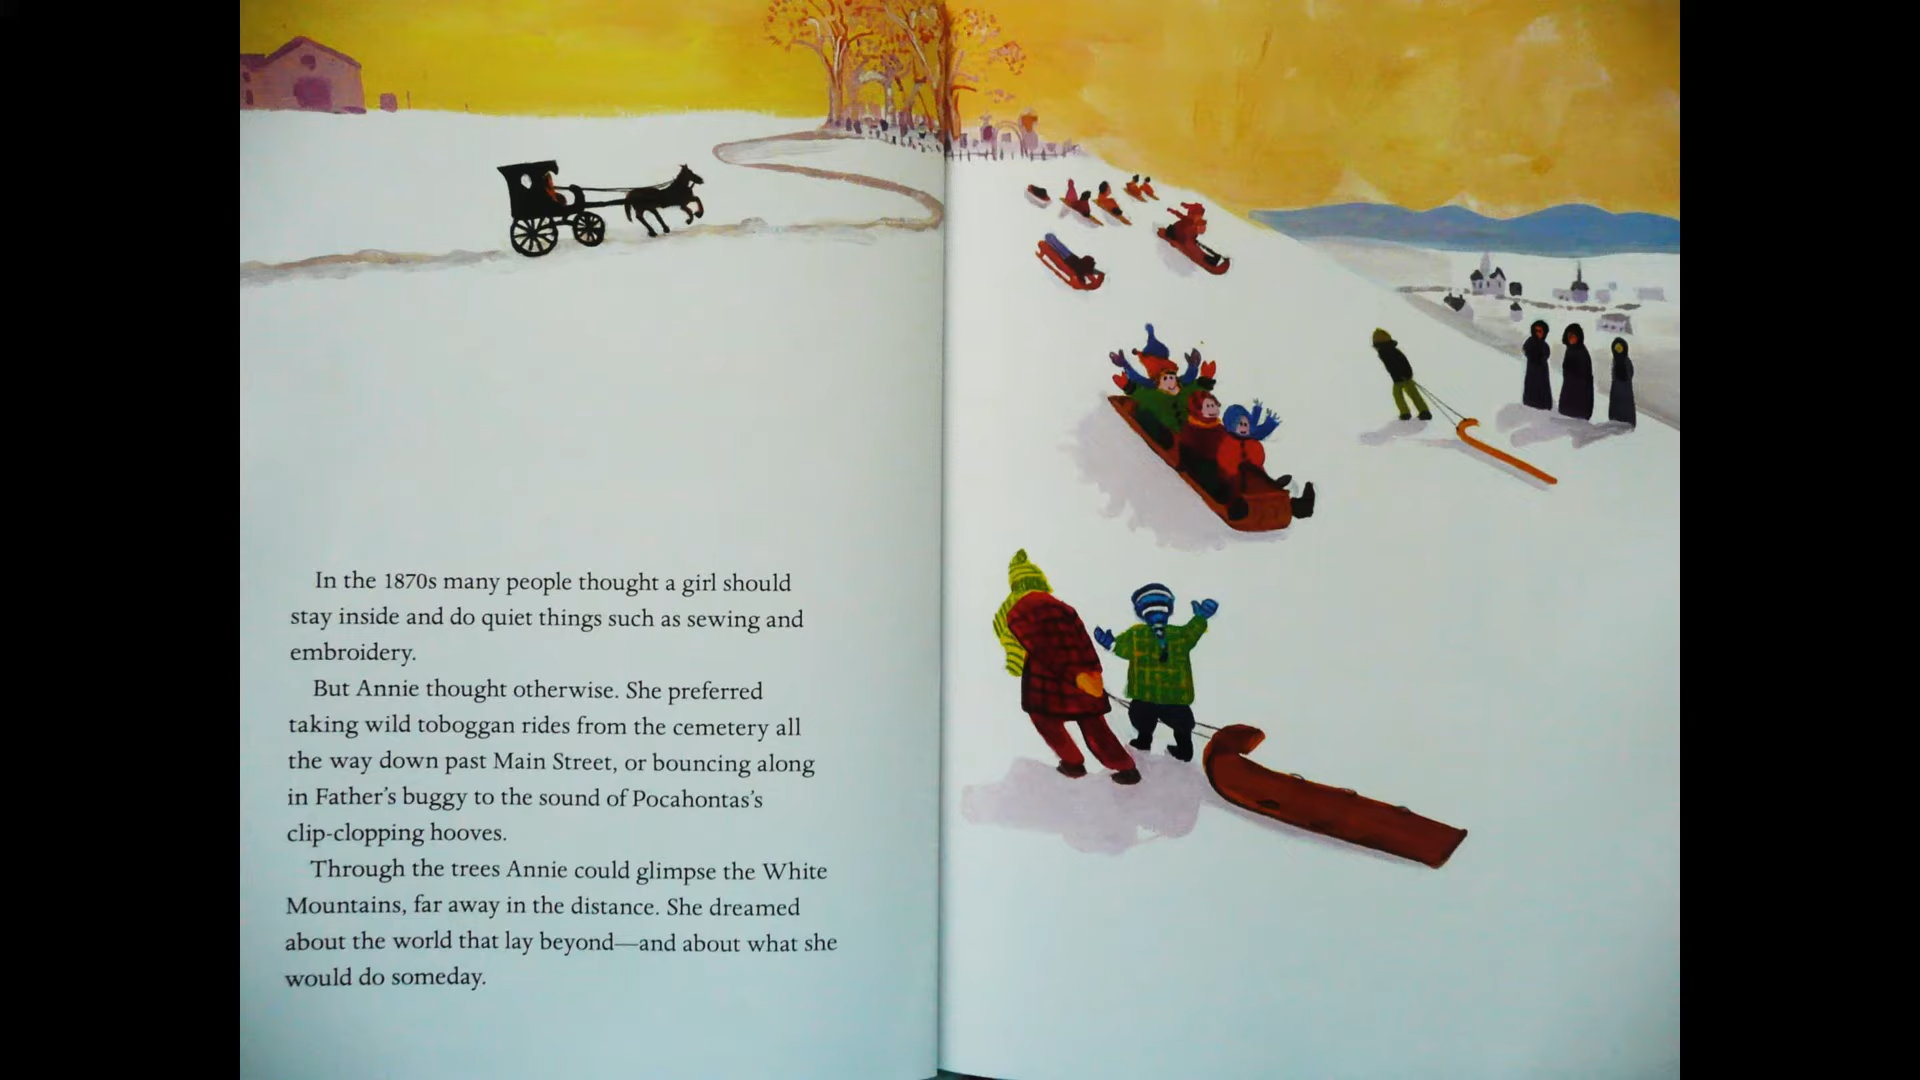 In the 1870s many people thought a girl should
stay inside and do quiet things such as sewing and
embroidery.
But Annie thought otherwise. She preferred
taking wild toboggan rides from the cemetery all
the way down past Main Street, or bouncing along
in Father's buggy to the sound of Pocahontas's
clip-clopping hooves.
Through the trees Annie could glimpse the White
Mountains, far away in the distance. She dreamed
about the world that lay beyond—and about what she
would do someday.